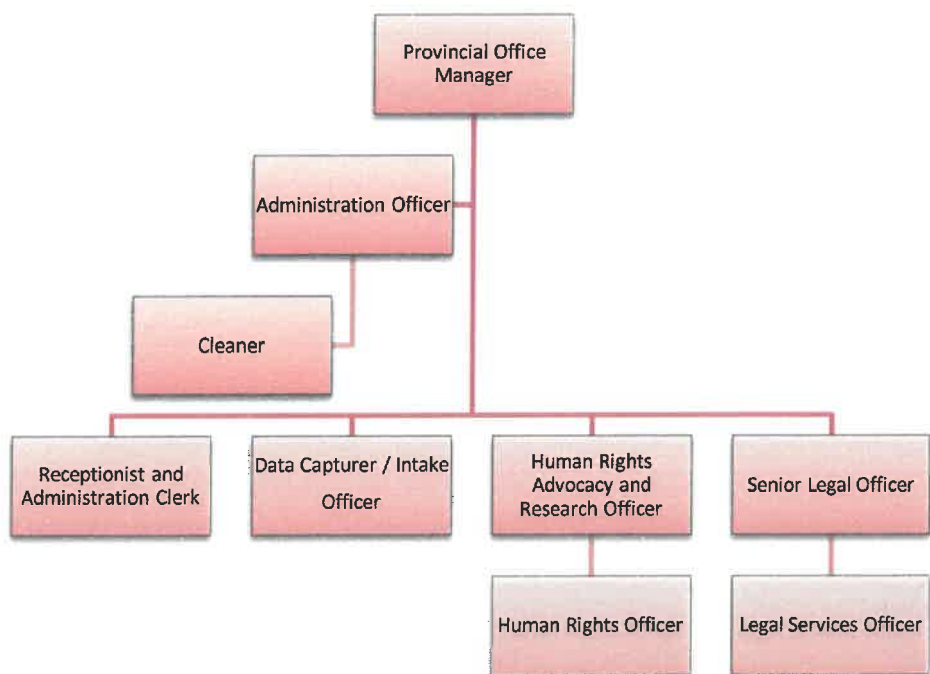 Provincial Office
Manager
Administration Officer
Cleaner
Receptionist and
Administration Clerk
Data Capturer / Intake
Officer
Human Rights
Advocacy and
Research Officer
Senior Legal Officer
Human Rights Officer
Legal Services Officer